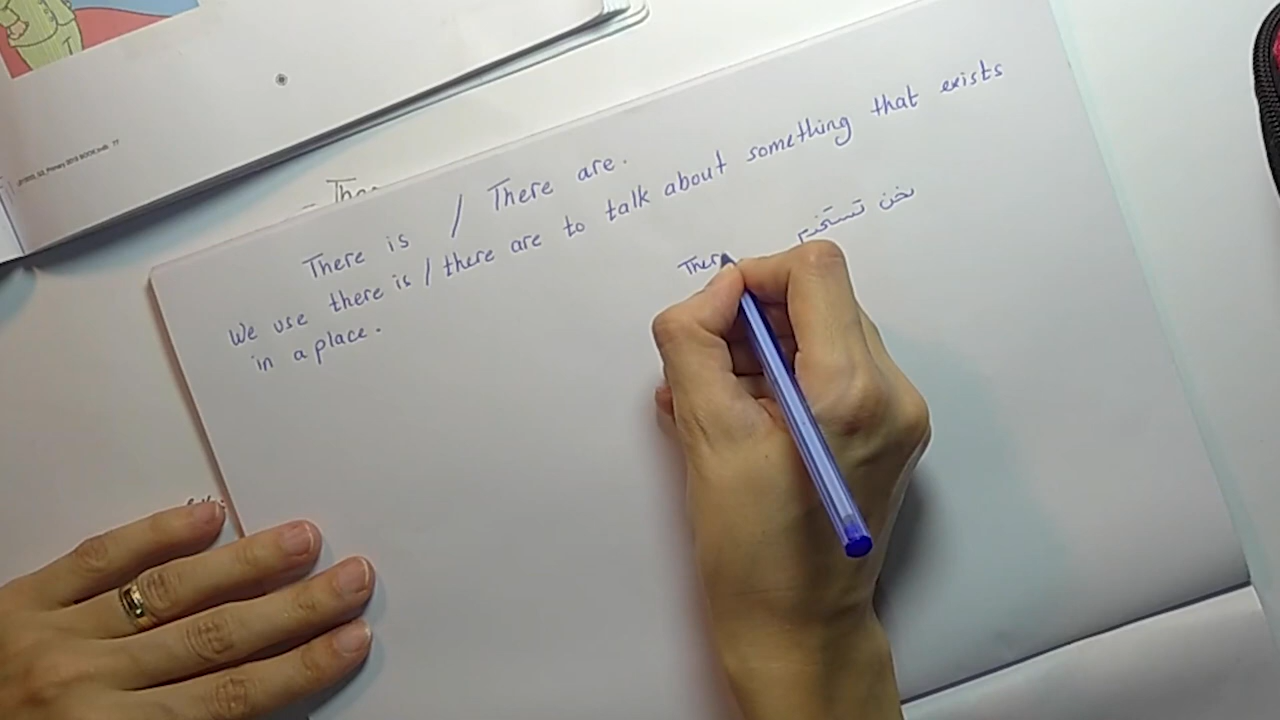 There is / There are.
We use there is / there are to talk about something that exists
in a place.
نحن نستخدم Ther